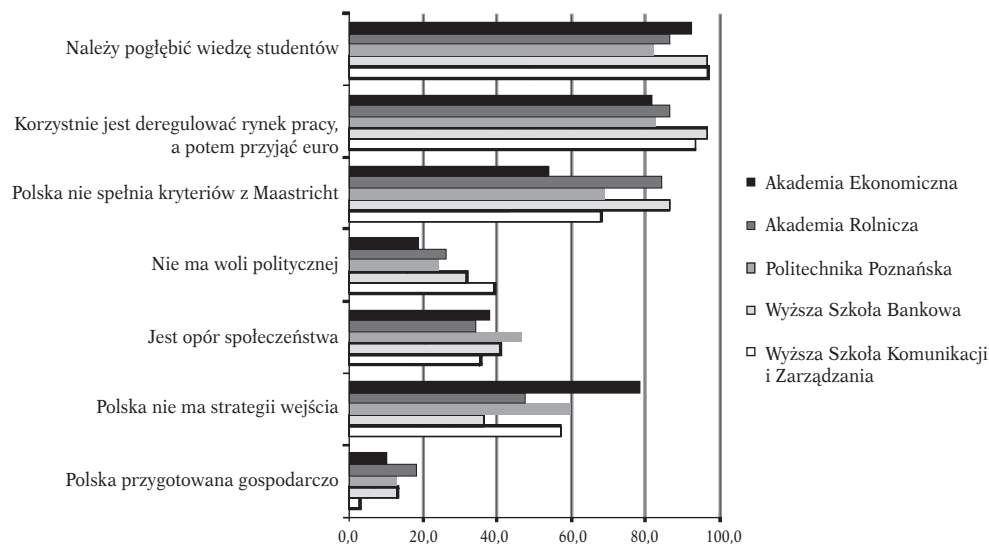 Należy pogłębić wiedzę studentów
Korzystnie jest deregulować rynek pracy,
a potem przyjąć euro
Polska nie spełnia kryteriów z Maastricht
Nie ma woli politycznej
Jest opór społeczeństwa
Polska nie ma strategii wejścia
Polska przygotowana gospodarczo
0,0 20,0 40,0 60,0 80,0 100,0
Akademia Ekonomiczna
Akademia Rolnicza
Politechnika Poznańska
Wyższa Szkoła Bankowa
Wyższa Szkoła Komunikacji
i Zarządzania